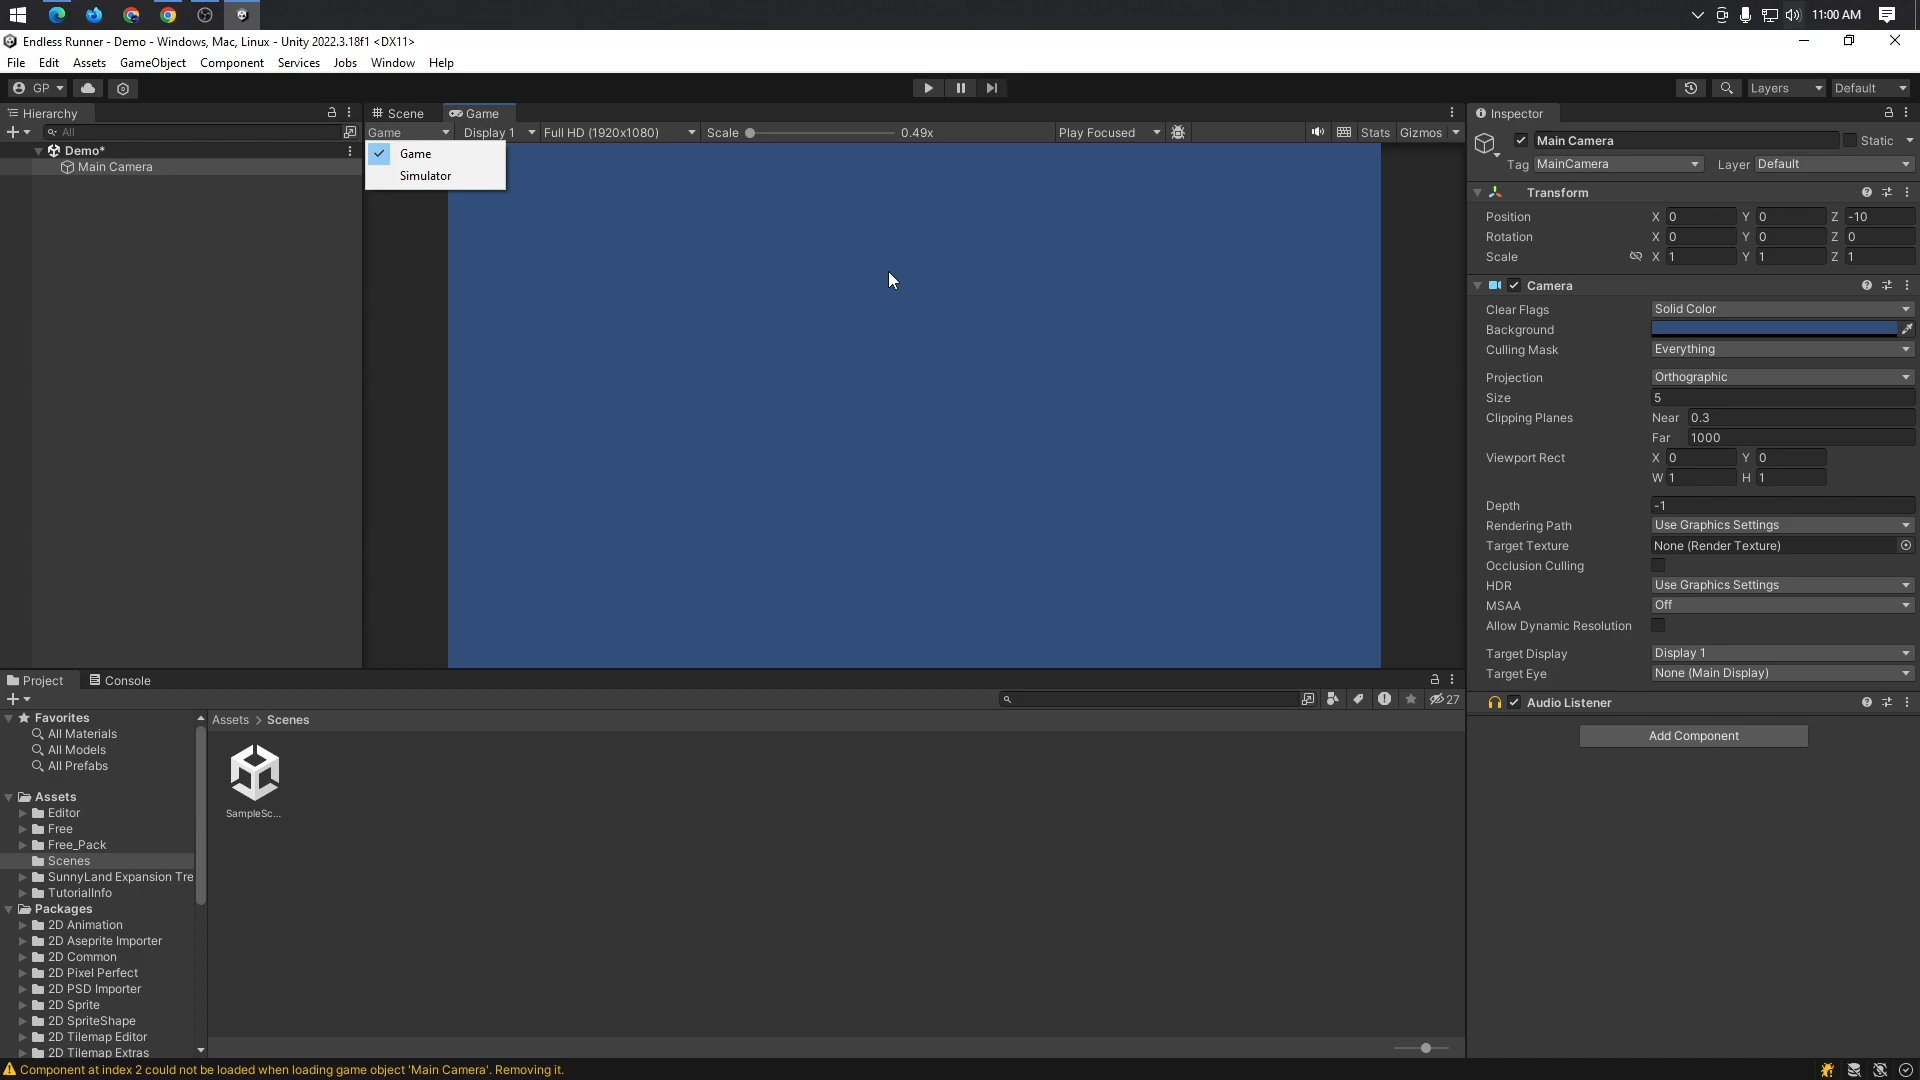 11:00 AM
Endless Runner - Demo - Windows, Mac, Linux - Unity 2022.3.18f1 <DX11>
File Edit Assets GameObject Component Services Jobs Window Help
GP Layers Default
Hierarchy
All
Demo*
Main Camera
Scene Game
Game Display 1 Full HD (1920x1080) Scale 0.49x Play Focused Stats Gizmos
Game
Simulator
Inspector
Main Camera Static
Tag MainCamera Layer Default
Transform
Position X 0 Y 0 Z -10
Rotation X 0 Y 0 Z 0
Scale X 1 Y 1 Z 1
Camera
Clear Flags Solid Color
Background
Culling Mask Everything
Projection Orthographic
Size 5
Clipping Planes Near 0.3
Far 1000
Viewport Rect X 0 Y 0
W 1 H 1
Depth -1
Rendering Path Use Graphics Settings
Target Texture None (Render Texture)
Occlusion Culling
HDR Use Graphics Settings
MSAA Off
Allow Dynamic Resolution
Target Display Display 1
Target Eye None (Main Display)
Audio Listener
Add Component
Project Console
27
Favorites
All Materials
All Models
All Prefabs
Assets
Editor
Free
Free_Pack
Scenes
SunnyLand Expansion Tre
TutorialInfo
Packages
2D Animation
2D Aseprite Importer
2D Common
2D Pixel Perfect
2D PSD Importer
2D Sprite
2D SpriteShape
2D Tilemap Editor
2D Tilemap Extras
Assets > Scenes
SampleSc...
Component at index 2 could not be loaded when loading game object 'Main Camera'. Removing it.